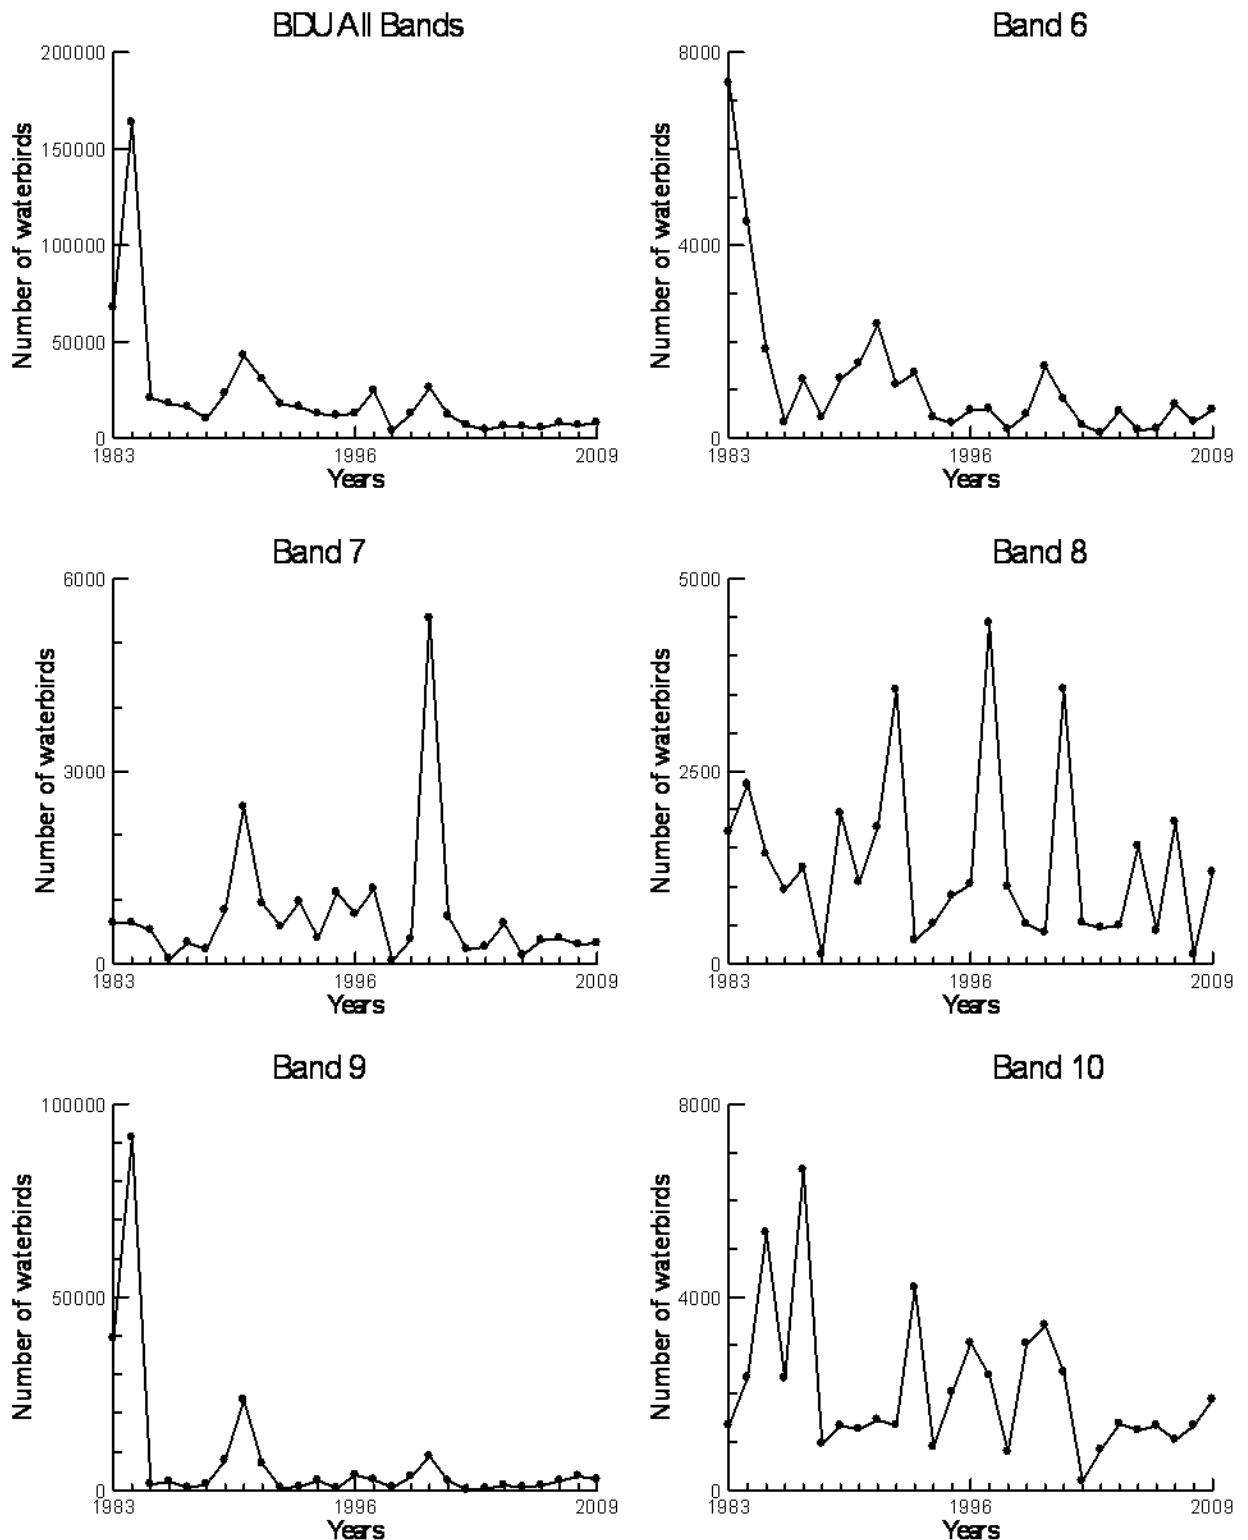 BDU All Bands
200000
150000
100000
50000
0
Number of waterbirds
1983
1996
2009
Years
Band 6
8000
4000
0
Number of waterbirds
1983
1996
2009
Years
Band 7
6000
3000
0
Number of waterbirds
1983
1996
2009
Years
Band 8
5000
2500
0
Number of waterbirds
1983
1996
2009
Years
Band 9
100000
50000
0
Number of waterbirds
1983
1996
2009
Years
Band 10
8000
4000
0
Number of waterbirds
1983
1996
2009
Years